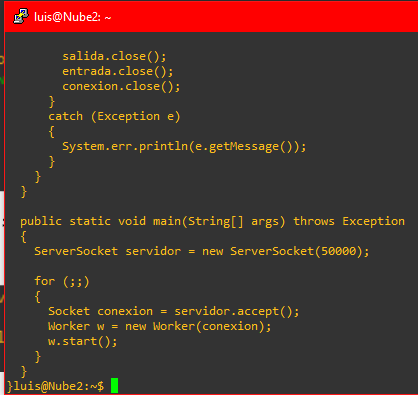 luis@Nube2: ~
salida.close();
entrada.close();
conexion.close();
}
catch (Exception e)
{
System.err.println(e.getMessage());
}
}
}
public static void main(String[] args) throws Exception
{
ServerSocket servidor = new ServerSocket(50000);
for (;;)
{
Socket conexion = servidor.accept();
Worker w = new Worker(conexion);
w.start();
}
}
}luis@Nube2:~$